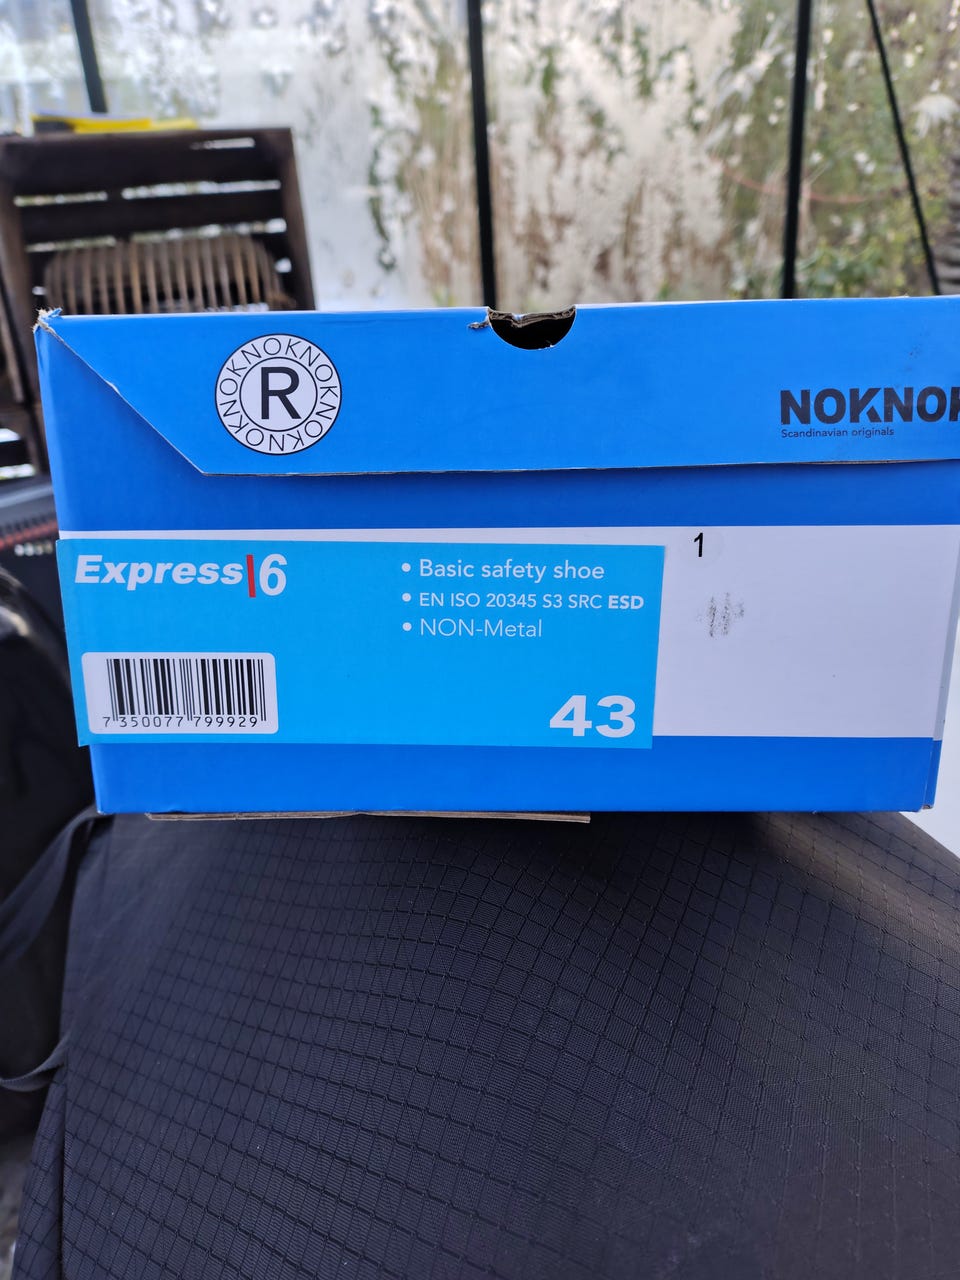 NOKNOKNOKNOKNOKNOK
R
NOKNOK
Scandinavian originals
Express|6
• Basic safety shoe
• EN ISO 20345 S3 SRC ESD
• NON-Metal
1
7 350077 799929
43